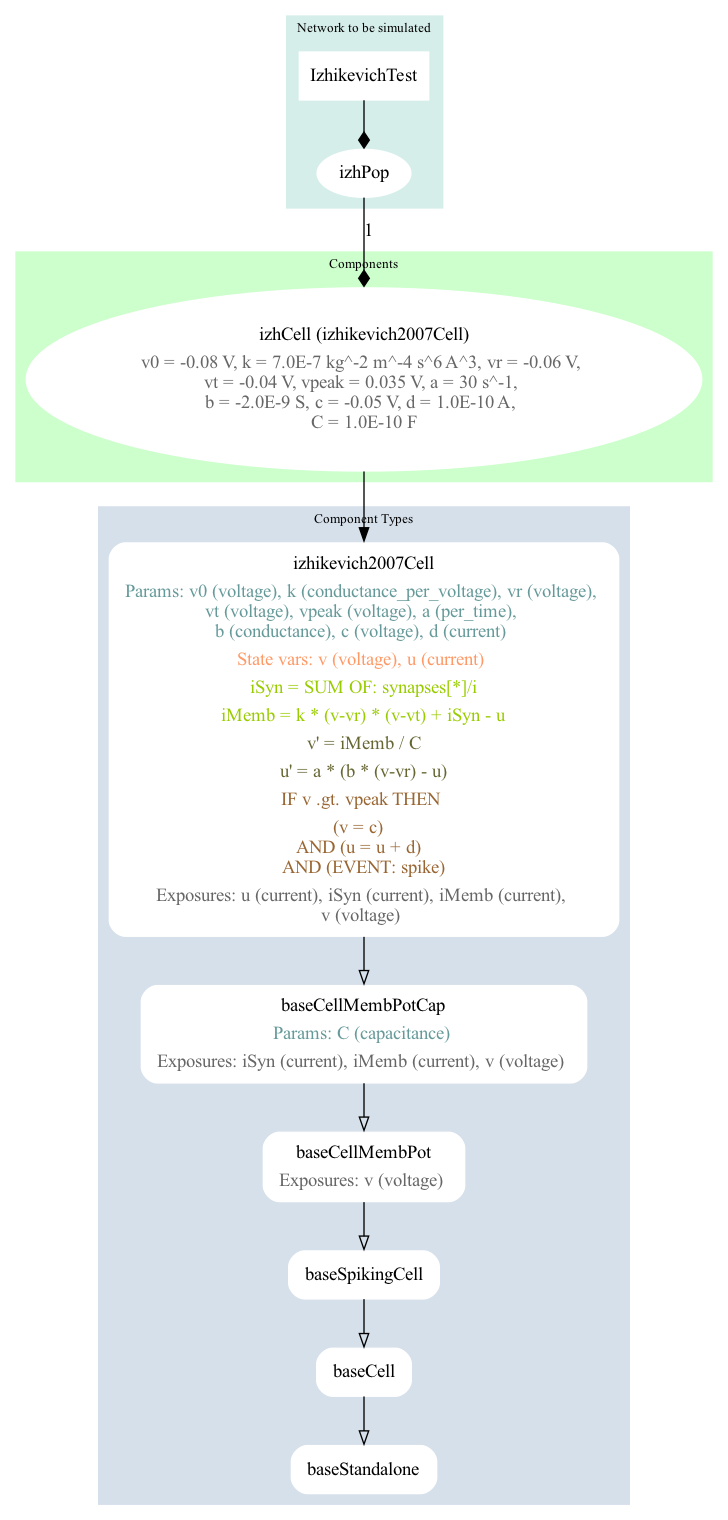 Network to be simulated
IzhikevichTest
izhPop
1
Components
izhCell (izhikevich2007Cell)
v0 = -0.08 V, k = 7.0E-7 kg^-2 m^-4 s^6 A^3, vr = -0.06 V,
vt = -0.04 V, vpeak = 0.035 V, a = 30 s^-1,
b = -2.0E-9 S, c = -0.05 V, d = 1.0E-10 A,
C = 1.0E-10 F
Component Types
izhikevich2007Cell
Params: v0 (voltage), k (conductance_per_voltage), vr (voltage),
vt (voltage), vpeak (voltage), a (per_time),
b (conductance), c (voltage), d (current)
State vars: v (voltage), u (current)
iSyn = SUM OF: synapses[*]/i
iMemb = k * (v-vr) * (v-vt) + iSyn - u
v' = iMemb / C
u' = a * (b * (v-vr) - u)
IF v .gt. vpeak THEN
(v = c)
AND (u = u + d)
AND (EVENT: spike)
Exposures: u (current), iSyn (current), iMemb (current),
v (voltage)
baseCellMembPotCap
Params: C (capacitance)
Exposures: iSyn (current), iMemb (current), v (voltage)
baseCellMembPot
Exposures: v (voltage)
baseSpikingCell
baseCell
baseStandalone